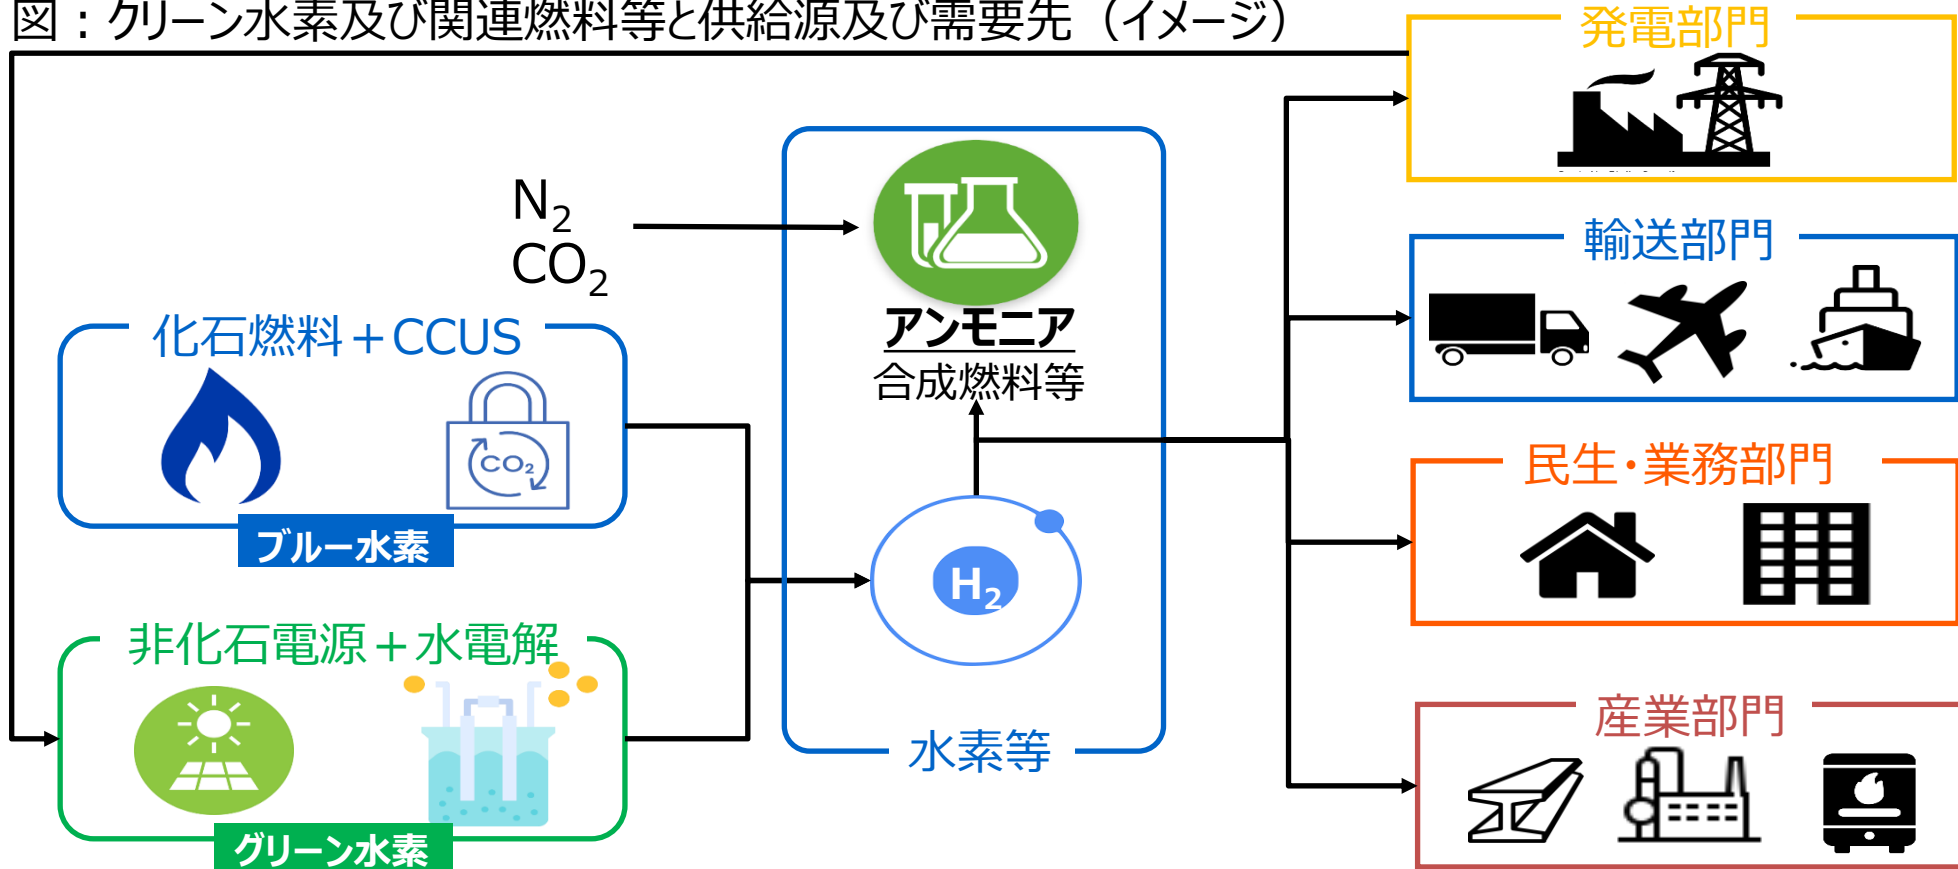 図：クリーン水素及び関連燃料等と供給源及び需要先（イメージ）
発電部門
N₂
CO₂
アンモニア
合成燃料等
輸送部門
化石燃料＋CCUS
CO₂
ブルー水素
民生・業務部門
H₂
非化石電源＋水電解
グリーン水素
水素等
産業部門